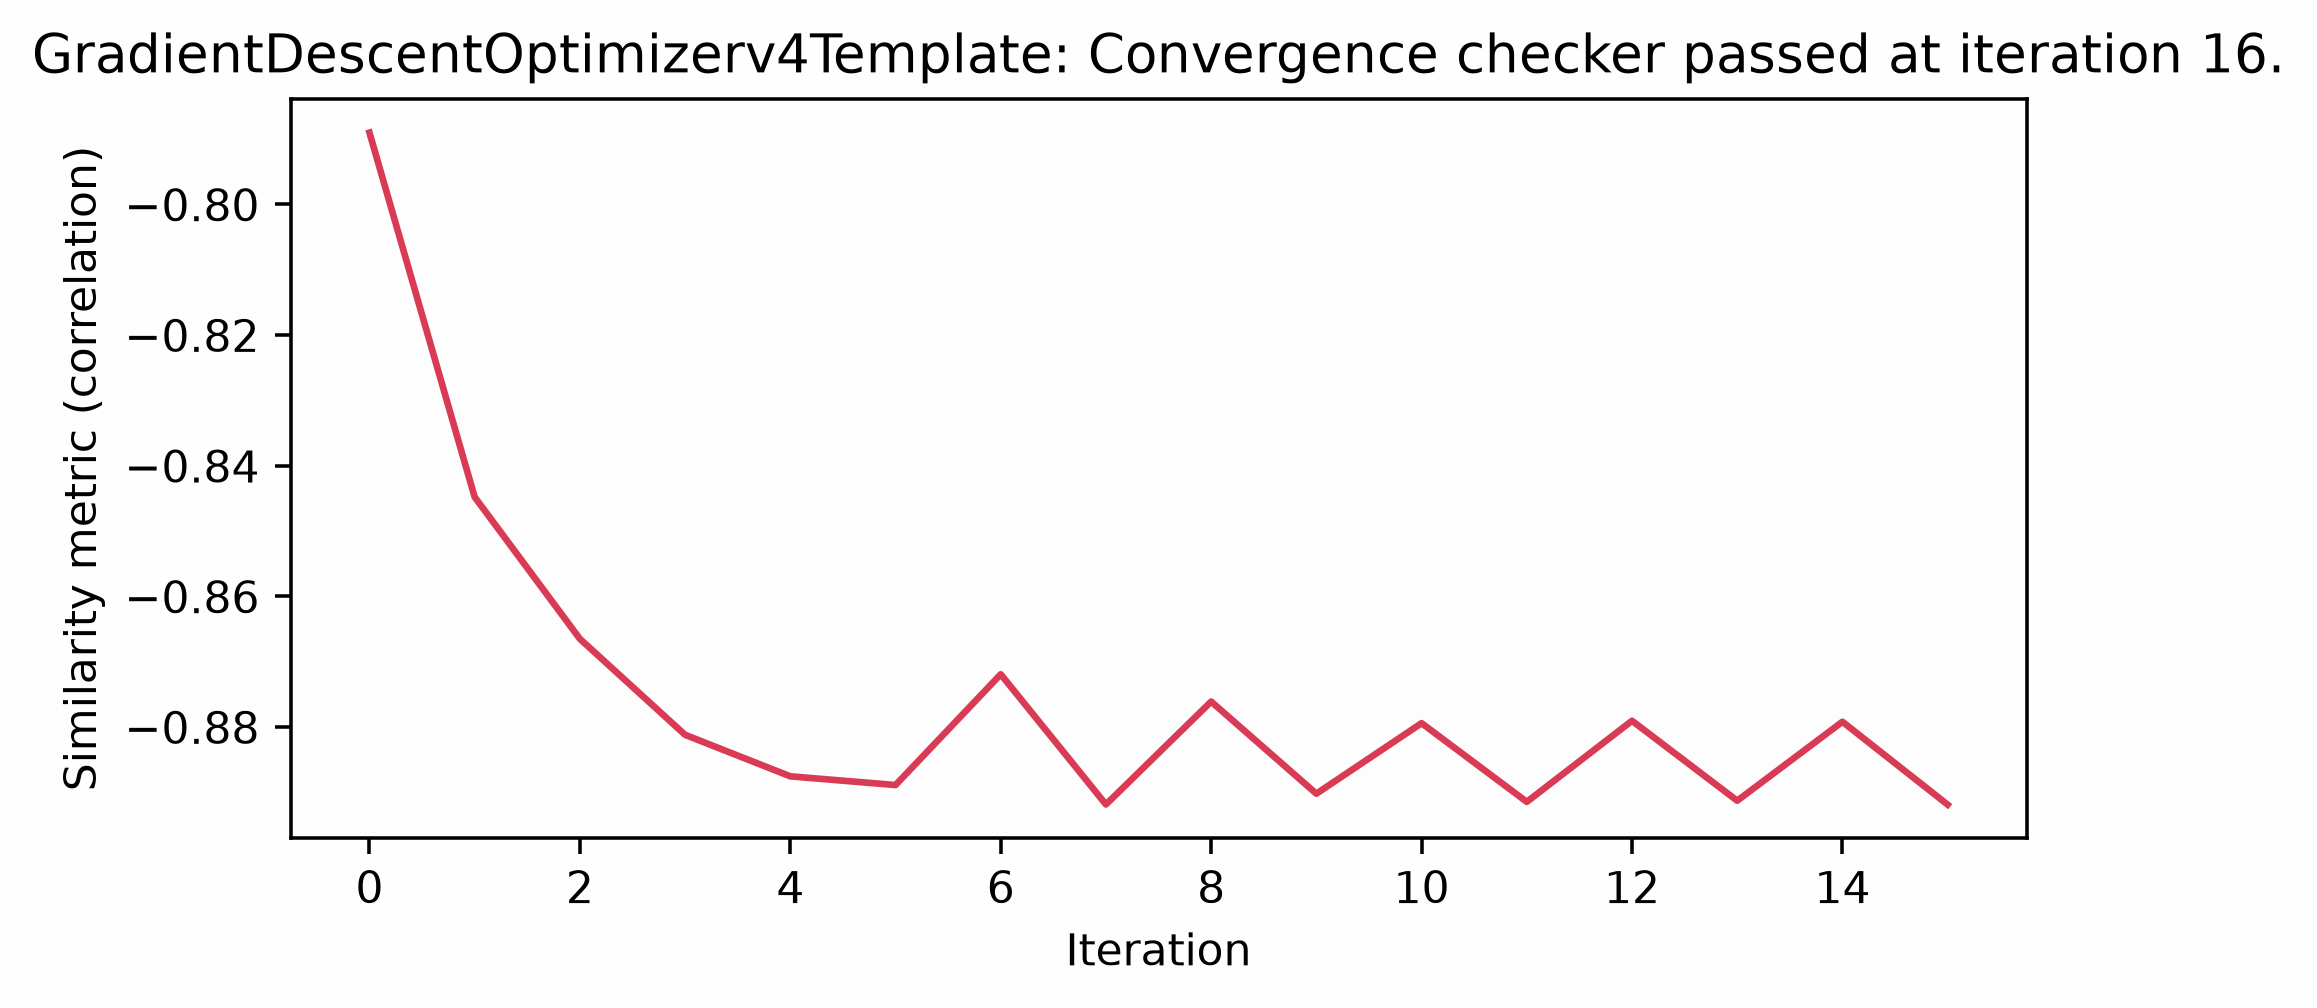 GradientDescentOptimizerv4Template: Convergence checker passed at iteration 16.
Similarity metric (correlation)
−0.80
−0.82
−0.84
−0.86
−0.88
0 2 4 6 8 10 12 14
Iteration